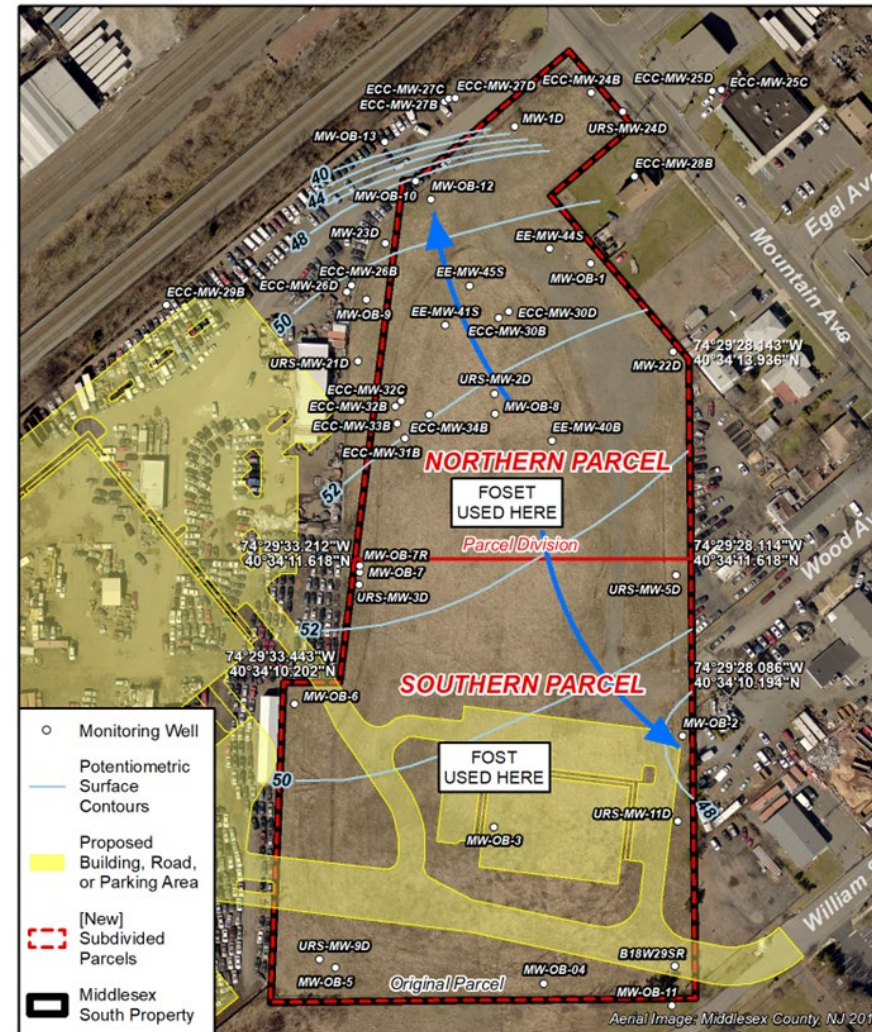 ECC-MW-27C
ECC-MW-27D
ECC-MW-27B
ECC-MW-24B
ECC-MW-25D
ECC-MW-25C
MW-1D
URS-MW-24D
MW-OB-13
40
44
48
ECC-MW-28B
MW-OB-10
MW-OB-12
Egel Ave
Mountain Ave
MW-23D
EE-MW-44S
MW-OB-1
ECC-MW-26B
ECC-MW-26D
EE-MW-45S
ECC-MW-29B
50
MW-OB-9
EE-MW-41S
ECC-MW-30D
ECC-MW-30B
74°29'28.143"W
40°34'13.936"N
MW-22D
URS-MW-21D
URS-MW-2D
ECC-MW-32C
ECC-MW-32B
MW-OB-8
ECC-MW-33B
ECC-MW-34B
EE-MW-40B
ECC-MW-31B
NORTHERN PARCEL
52
FOSET
USED HERE
Parcel Division
74°29'33.212"W
40°34'11.618"N
MW-OB-7R
MW-OB-7
URS-MW-3D
74°29'28.114"W
40°34'11.618"N
URS-MW-5D
52
74°29'33.443"W
40°34'10.202"N
74°29'28.086"W
40°34'10.194"N
SOUTHERN PARCEL
MW-OB-6
MW-OB-2
FOST
USED HERE
50
48
URS-MW-11D
MW-OB-3
William S
URS-MW-9D
MW-OB-5
Original Parcel
MW-OB-04
B18W29SR
MW-OB-11
Monitoring Well
Potentiometric
Surface
Contours
Proposed
Building, Road,
or Parking Area
[New]
Subdivided
Parcels
Middlesex
South Property
Aerial Image: Middlesex County, NJ 201